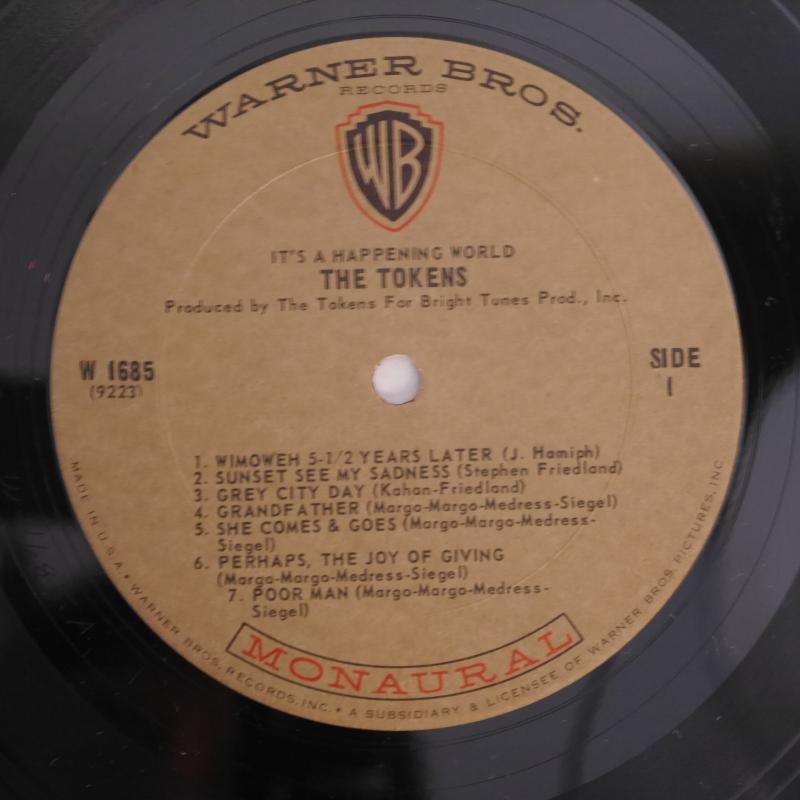 WARNER BROS.
RECORDS
WB
IT'S A HAPPENING WORLD
THE TOKENS
Produced by The Tokens For Bright Tunes Prod., Inc.
W 1685
(9223)
SIDE
1
1. WIMOWEH 5-1/2 YEARS LATER (J. Hamiph)
2. SUNSET SEE MY SADNESS (Stephen Friedland)
3. GREY CITY DAY (Kahan-Friedland)
4. GRANDFATHER (Margo-Margo-Medress-Siegel)
5. SHE COMES & GOES (Margo-Margo-Medress-
Siegel)
6. PERHAPS, THE JOY OF GIVING
(Margo-Margo-Medress-Siegel)
7. POOR MAN (Margo-Margo-Medress-
Siegel)
MONAURAL
MADE IN U.S.A. • WARNER BROS. RECORDS, INC. • A SUBSIDIARY & LICENSEE OF WARNER BROS. PICTURES, INC